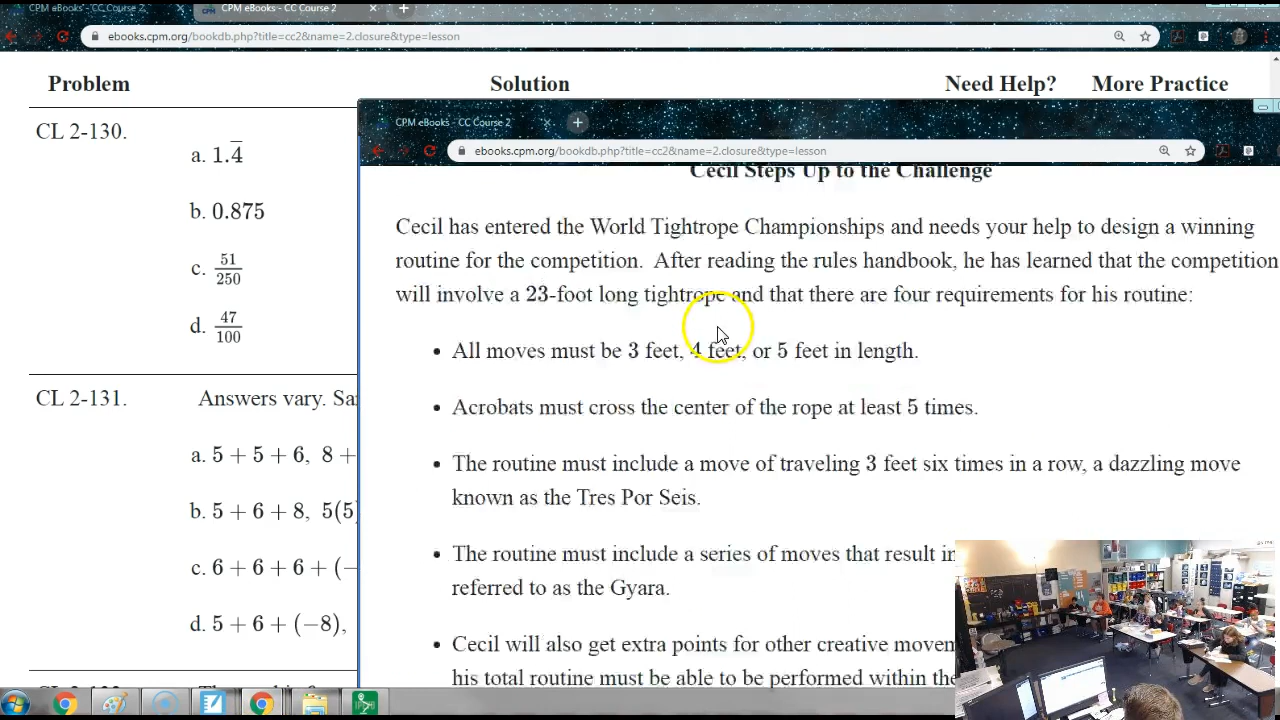 CPM eBooks - CC Course 2
CPM eBooks - CC Course 2
ebooks.cpm.org/bookdb.php?title=cc2&name=2.closure&type=lesson
Problem Solution Need Help? More Practice
CL 2-130.
a. 1.4̅
b. 0.875
c. 51/250
d. 47/100
CL 2-131. Answers vary. Sa
a. 5 + 5 + 6, 8 +
b. 5 + 6 + 8, 5(5)
c. 6 + 6 + 6 + (−
d. 5 + 6 + (−8),
CPM eBooks - CC Course 2
ebooks.cpm.org/bookdb.php?title=cc2&name=2.closure&type=lesson
Cecil Steps Up to the Challenge
Cecil has entered the World Tightrope Championships and needs your help to design a winning
routine for the competition. After reading the rules handbook, he has learned that the competition
will involve a 23-foot long tightrope and that there are four requirements for his routine:
• All moves must be 3 feet, 4 feet, or 5 feet in length.
• Acrobats must cross the center of the rope at least 5 times.
• The routine must include a move of traveling 3 feet six times in a row, a dazzling move
known as the Tres Por Seis.
• The routine must include a series of moves that result in
referred to as the Gyara.
• Cecil will also get extra points for other creative movem
his total routine must be able to be performed within the